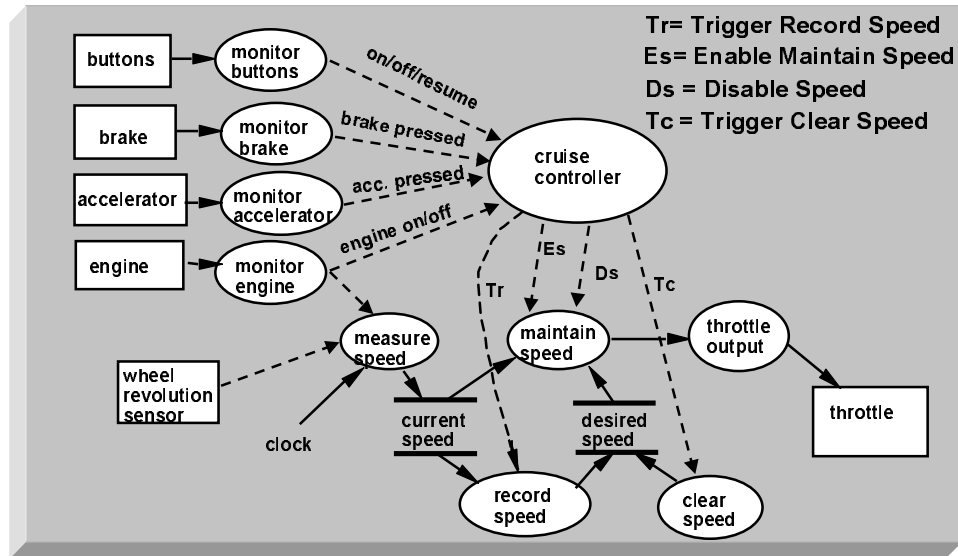 Tr= Trigger Record Speed
Es= Enable Maintain Speed
Ds = Disable Speed
Tc = Trigger Clear Speed
buttons
monitor
buttons
on/off/resume
brake
monitor
brake
brake pressed
cruise
controller
accelerator
monitor
accelerator
acc. pressed
engine
monitor
engine
engine on/off
Tr
Es
Ds
Tc
measure
speed
maintain
speed
throttle
output
wheel
revolution
sensor
clock
current
speed
desired
speed
throttle
record
speed
clear
speed